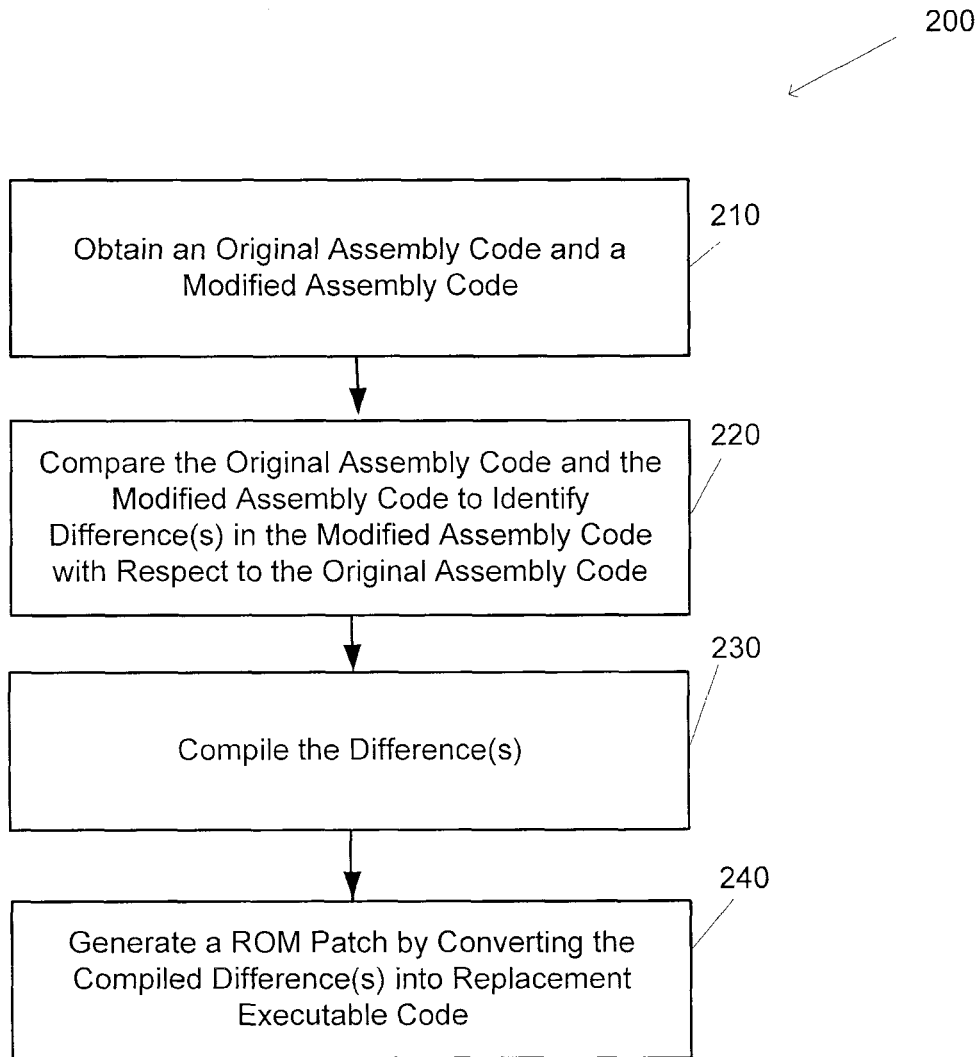 200
210
Obtain an Original Assembly Code and a
Modified Assembly Code
220
Compare the Original Assembly Code and the
Modified Assembly Code to Identify
Difference(s) in the Modified Assembly Code
with Respect to the Original Assembly Code
230
Compile the Difference(s)
240
Generate a ROM Patch by Converting the
Compiled Difference(s) into Replacement
Executable Code